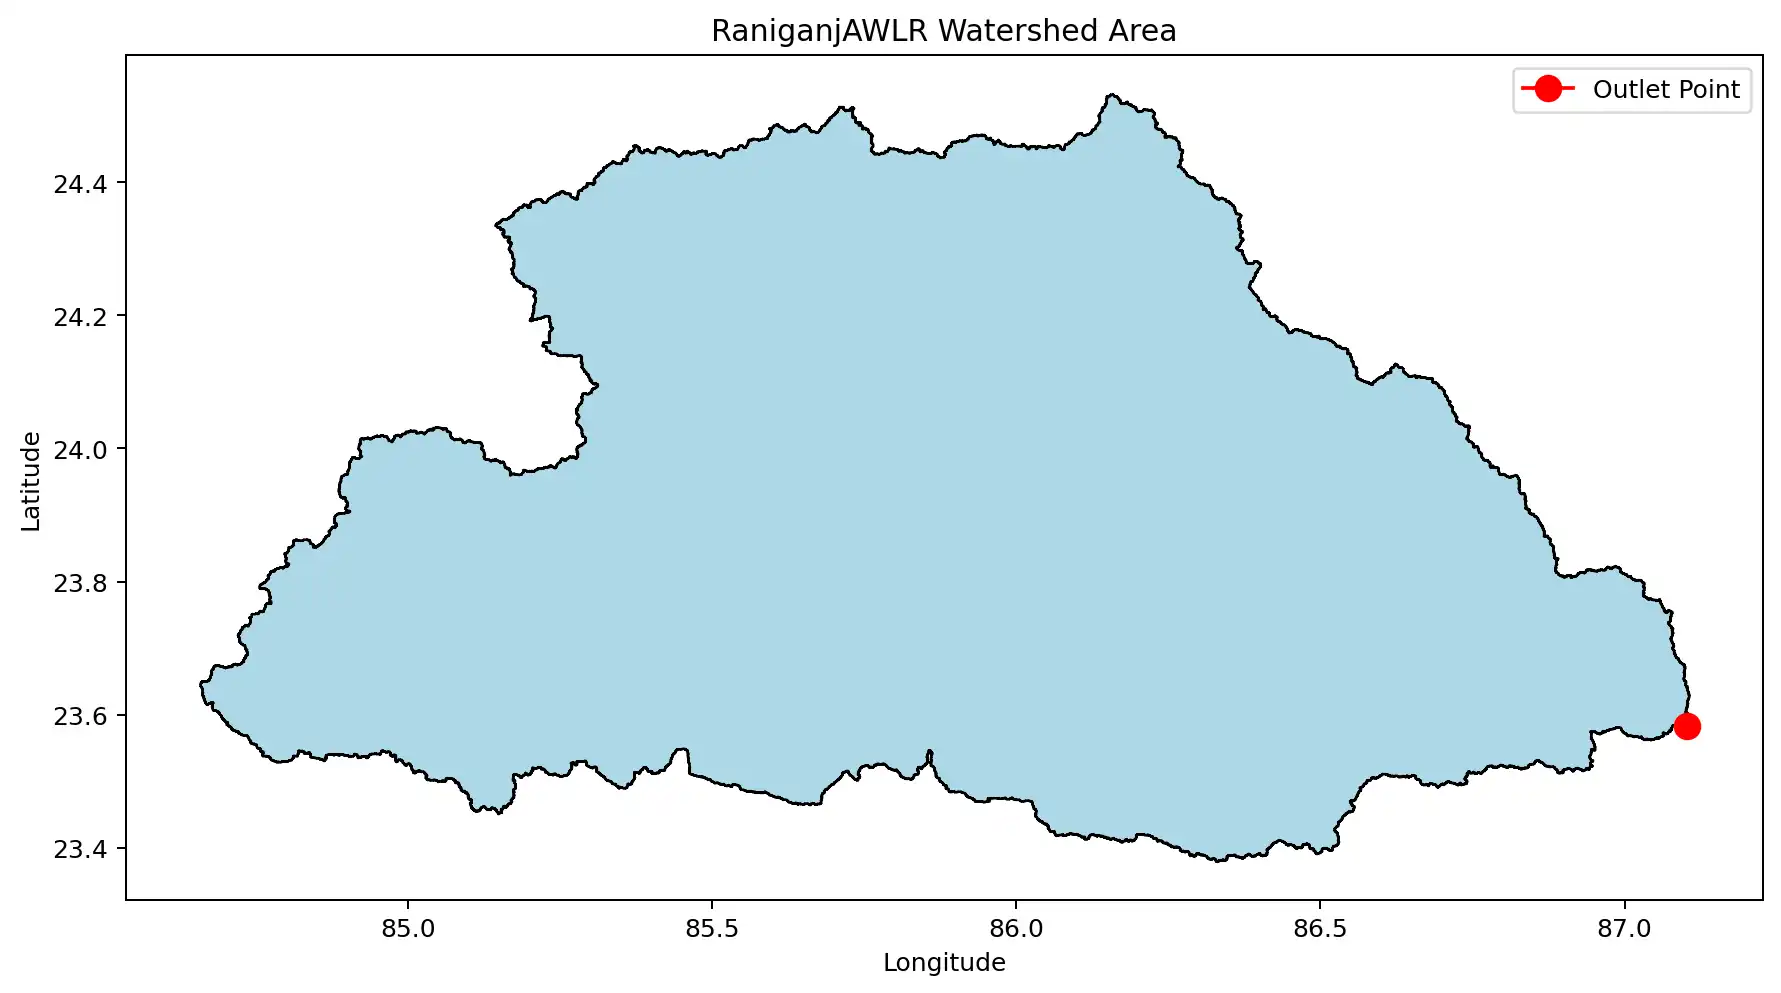 RaniganjAWLR Watershed Area
Outlet Point
24.4
24.2
24.0
23.8
23.6
23.4
Latitude
85.0 85.5 86.0 86.5 87.0
Longitude